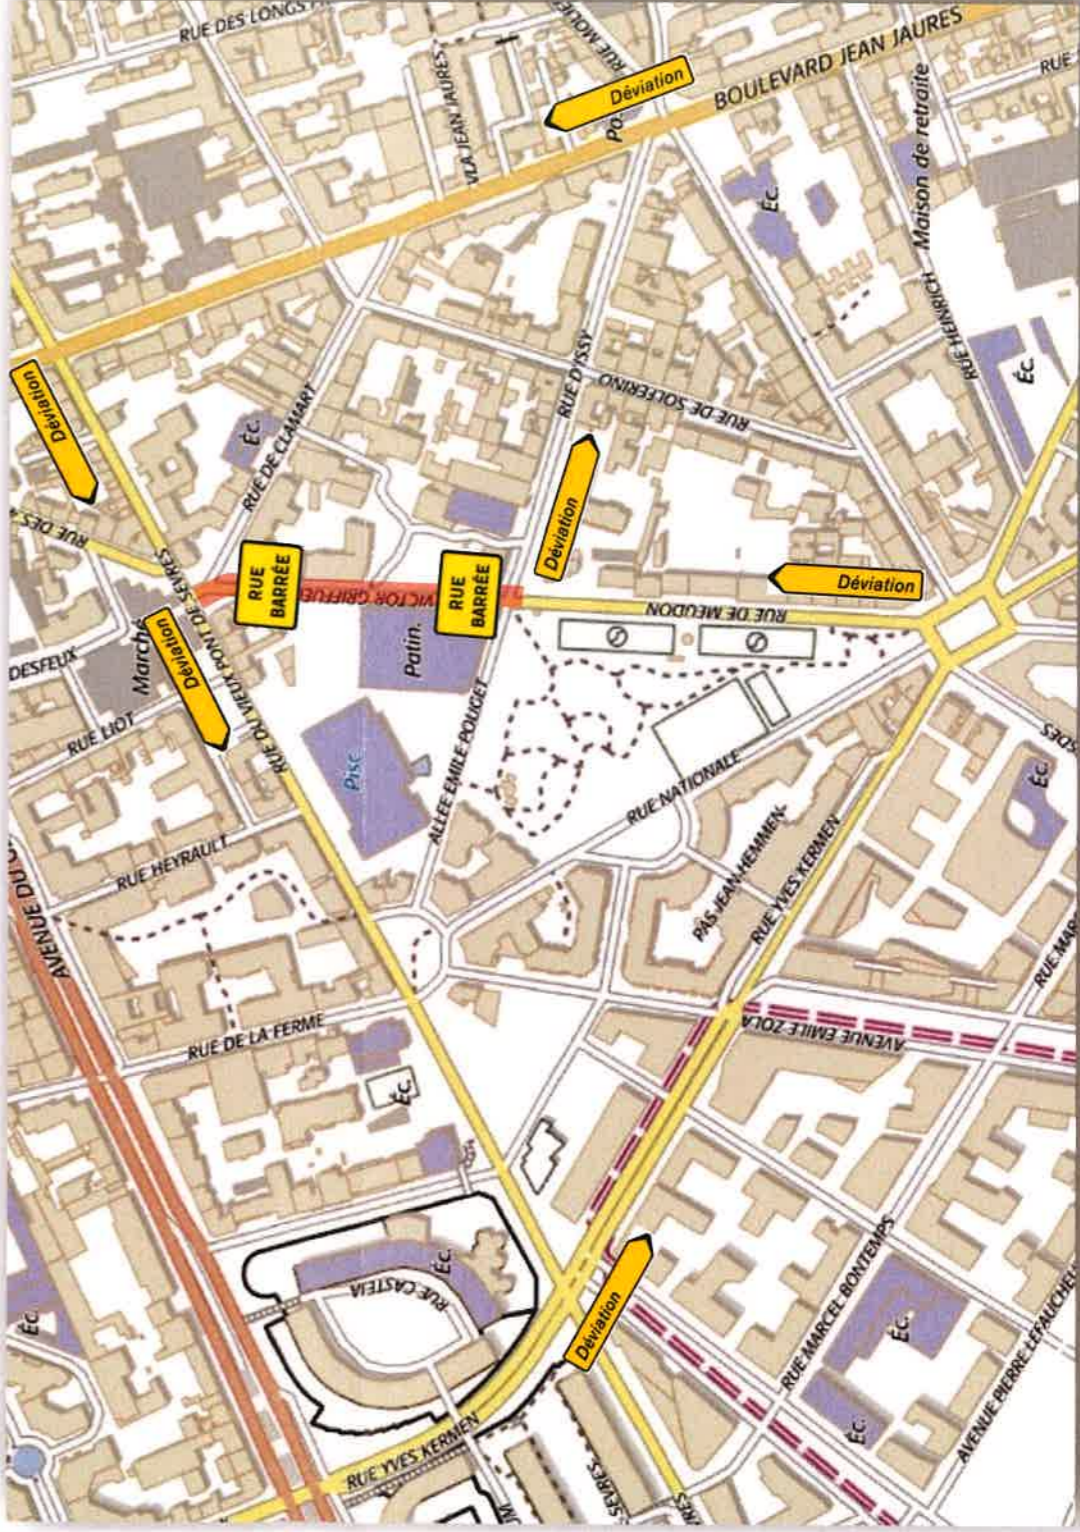 RUE DES LONGS
RUE MOLIE
VLA JEAN JAURES
Déviation
Po
BOULEVARD JEAN JAURES
RUE
Maison de retraite
Éc.
RUE HENRICH
Éc.
Déviation
RUE DES
Éc.
RUE DE CLAMART
RUE D'ISSY
RUE DE SOLFERINO
Déviation
Déviation
RUE
BARRÉE
VICTOR GRIFFUE
RUE
BARRÉE
RUE DE MEUDON
DESFEUX
Marché
Déviation
RUE DU VIEUX PONT DE SEVRES
Patin.
RUE LIOT
Pisc.
ALLEE EMILE POUGET
RUE NATIONALE
RUE HEYRAULT
PAS JEAN-HEMMEN-
RUE YVES KERMEN
SDES
Éc.
RUE MAR
AVENUE DU
RUE DE LA FERME
Éc.
AVENUE EMILE ZOLA
RUE CASTEJA
Éc.
Éc.
Déviation
RUE MARCEL BONTEMPS
Éc.
Éc.
AVENUE PIERRE LEFAUCHEU
RUE YVES KERMEN
SEVRES
VRES